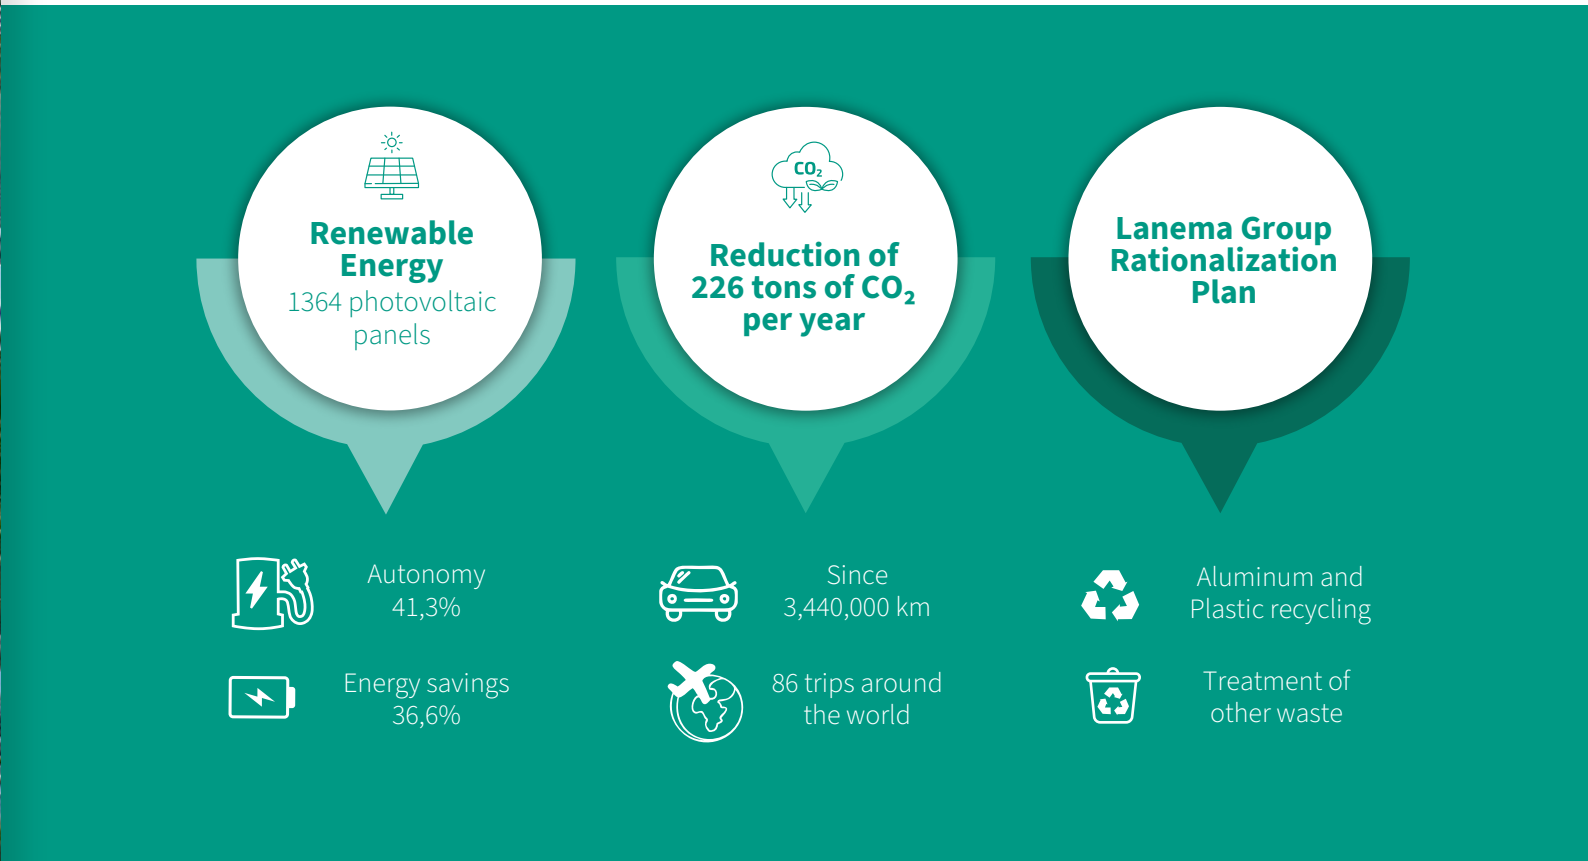 Renewable
Energy
1364 photovoltaic
panels
CO₂
Reduction of
226 tons of CO₂
per year
Lanema Group
Rationalization
Plan
Autonomy
41,3%
Energy savings
36,6%
Since
3,440,000 km
86 trips around
the world
Aluminum and
Plastic recycling
Treatment of
other waste